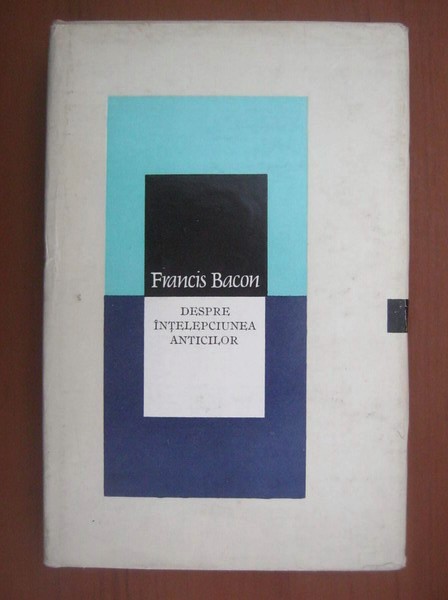 Francis Bacon
DESPRE
ÎNȚELEPCIUNEA
ANTICILOR